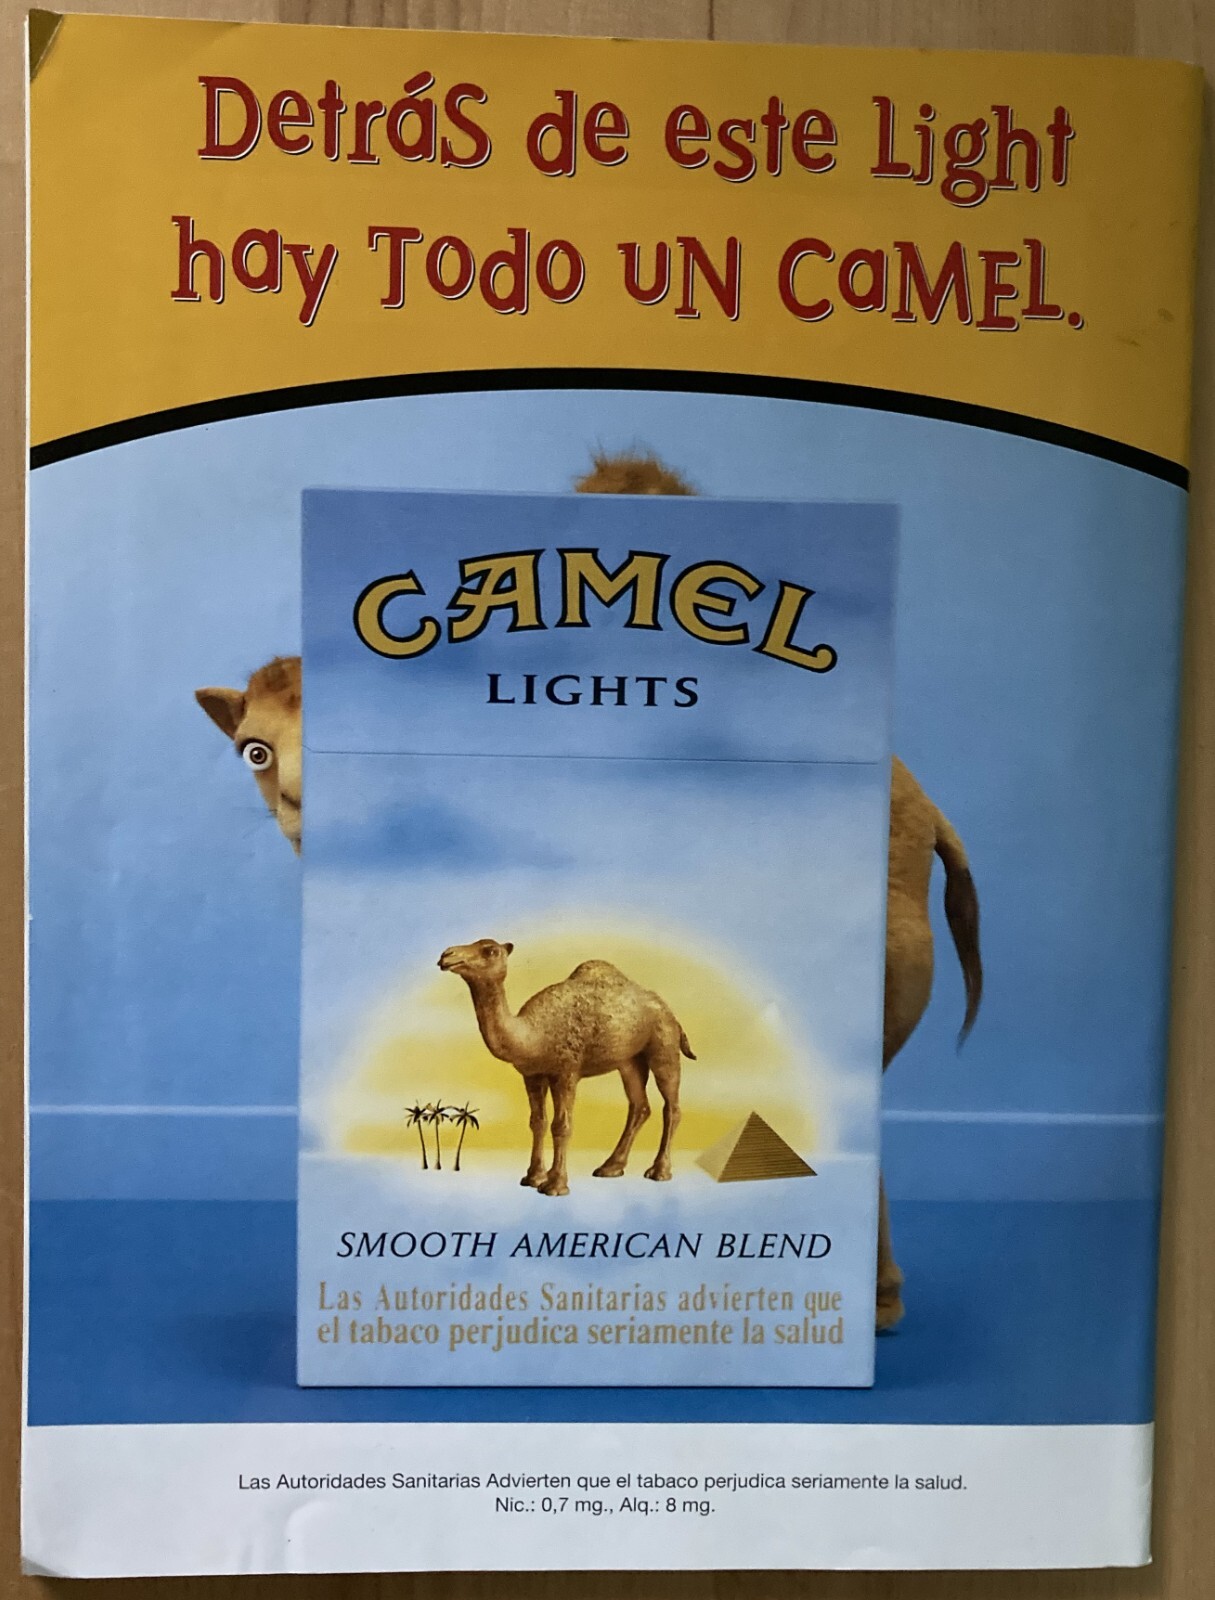 Detrás de este Light
hay Todo un Camel.
CAMEL
LIGHTS
SMOOTH AMERICAN BLEND
Las Autoridades Sanitarias advierten que
el tabaco perjudica seriamente la salud
Las Autoridades Sanitarias Advierten que el tabaco perjudica seriamente la salud.
Nic.: 0,7 mg., Alq.: 8 mg.